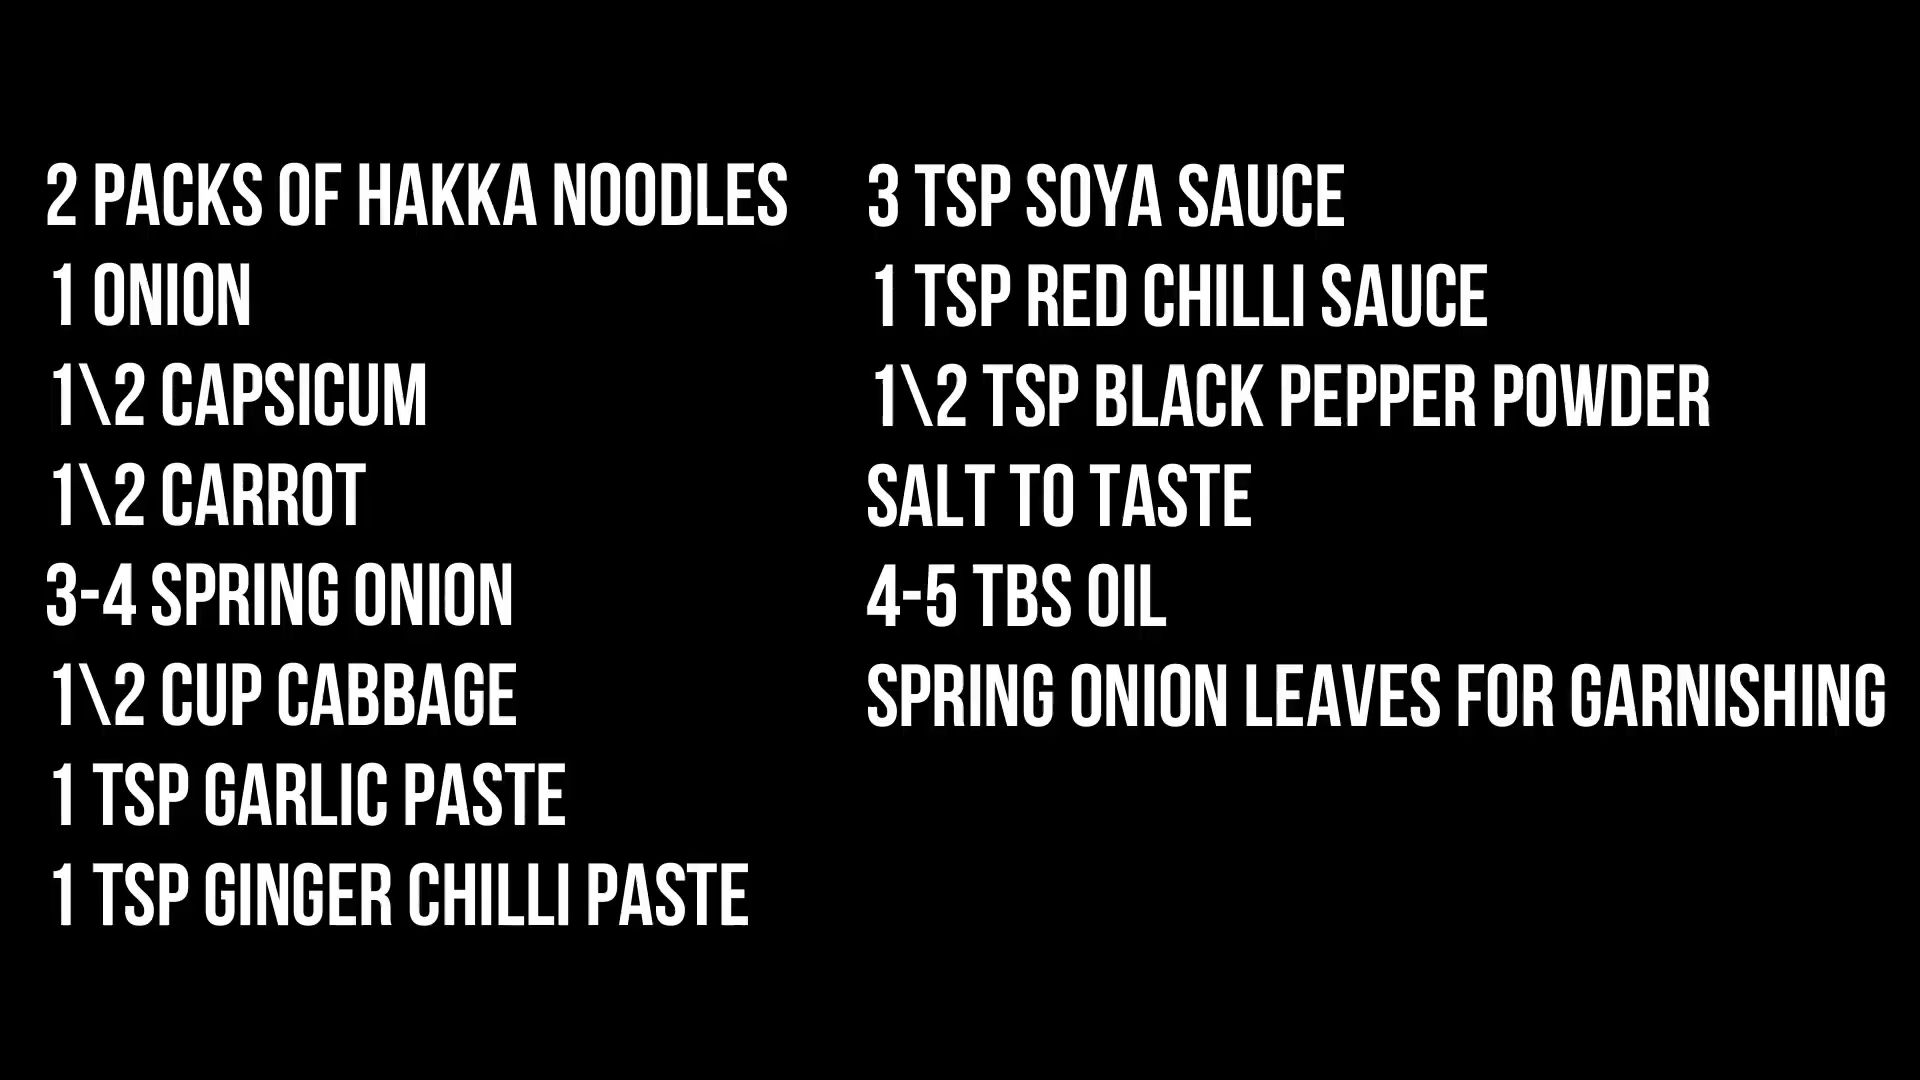 2 PACKS OF HAKKA NOODLES
1 ONION
1\2 CAPSICUM
1\2 CARROT
3-4 SPRING ONION
1\2 CUP CABBAGE
1 TSP GARLIC PASTE
1 TSP GINGER CHILLI PASTE
3 TSP SOYA SAUCE
1 TSP RED CHILLI SAUCE
1\2 TSP BLACK PEPPER POWDER
SALT TO TASTE
4-5 TBS OIL
SPRING ONION LEAVES FOR GARNISHING